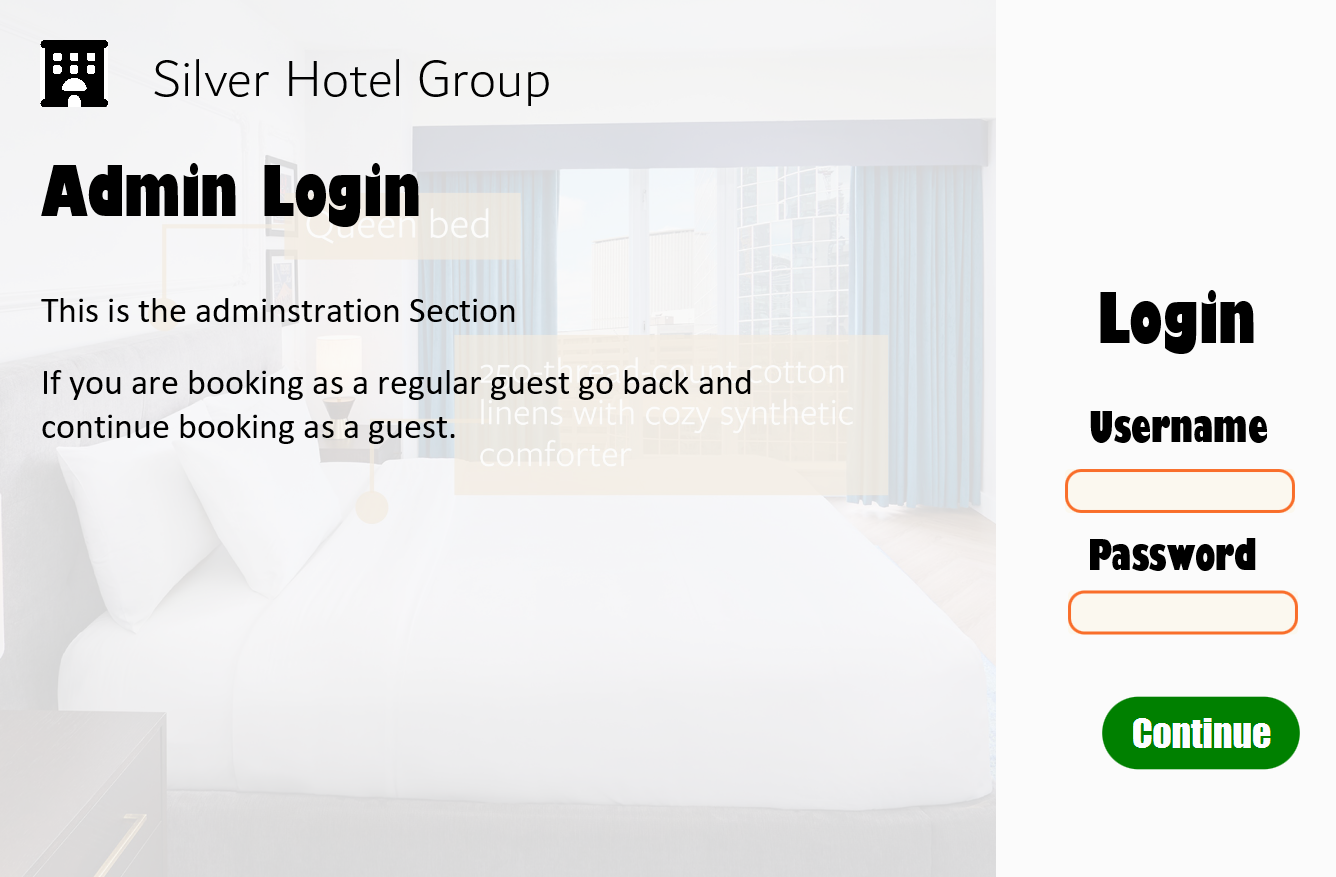 Silver Hotel Group
Admin Login
Queen bed
This is the adminstration Section
250-thread-count cotton
If you are booking as a regular guest go back and
linens with cozy synthetic
continue booking as a guest.
comforter
Login
Username
Password
Continue